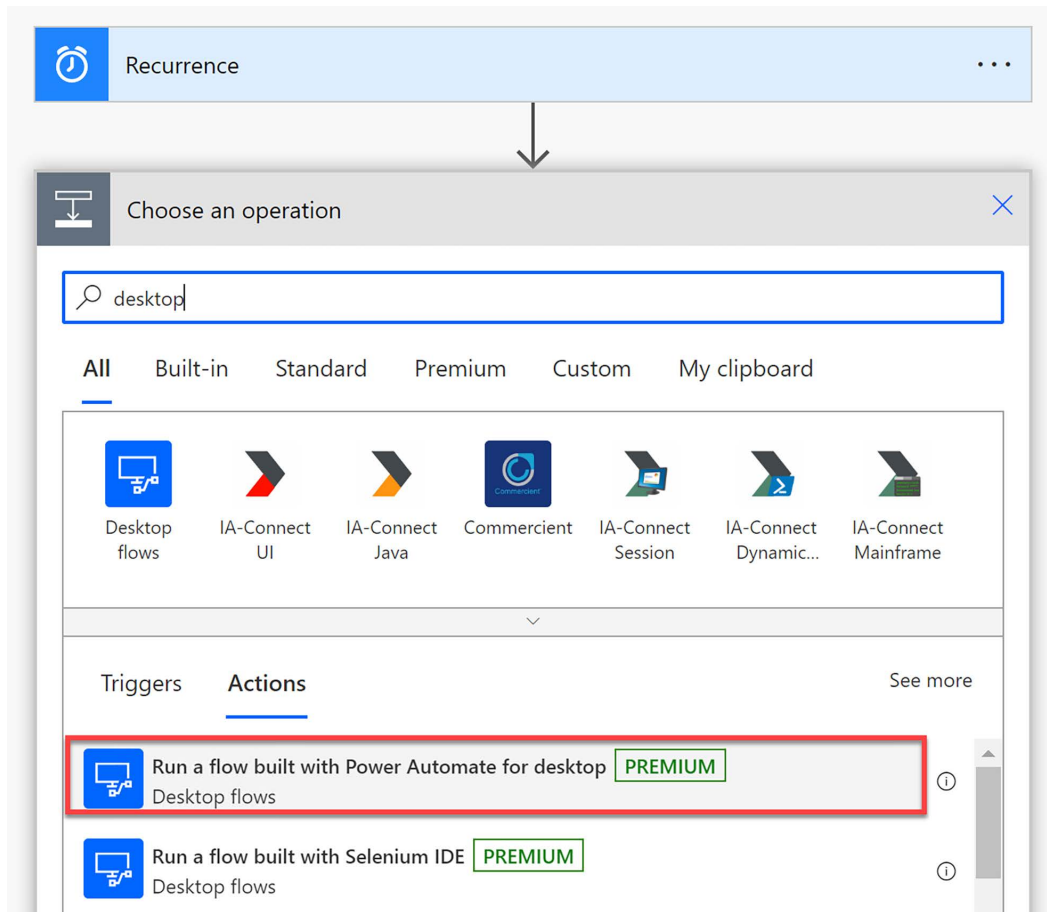 Recurrence
Choose an operation
desktop
All Built-in Standard Premium Custom My clipboard
Commercient
Desktop flows
IA-Connect UI
IA-Connect Java
Commercient
IA-Connect Session
IA-Connect Dynamic...
IA-Connect Mainframe
Triggers Actions See more
Run a flow built with Power Automate for desktop PREMIUM
Desktop flows
Run a flow built with Selenium IDE PREMIUM
Desktop flows